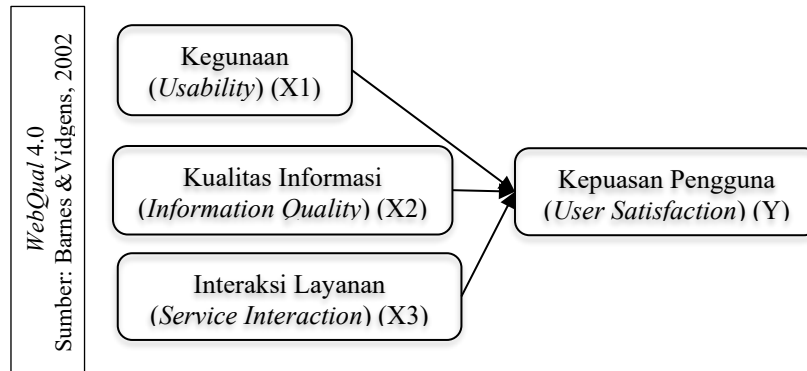 WebQual 4.0
Sumber: Barnes &Vidgens, 2002
Kegunaan
(Usability) (X1)
Kualitas Informasi
(Information Quality) (X2)
Interaksi Layanan
(Service Interaction) (X3)
Kepuasan Pengguna
(User Satisfaction) (Y)